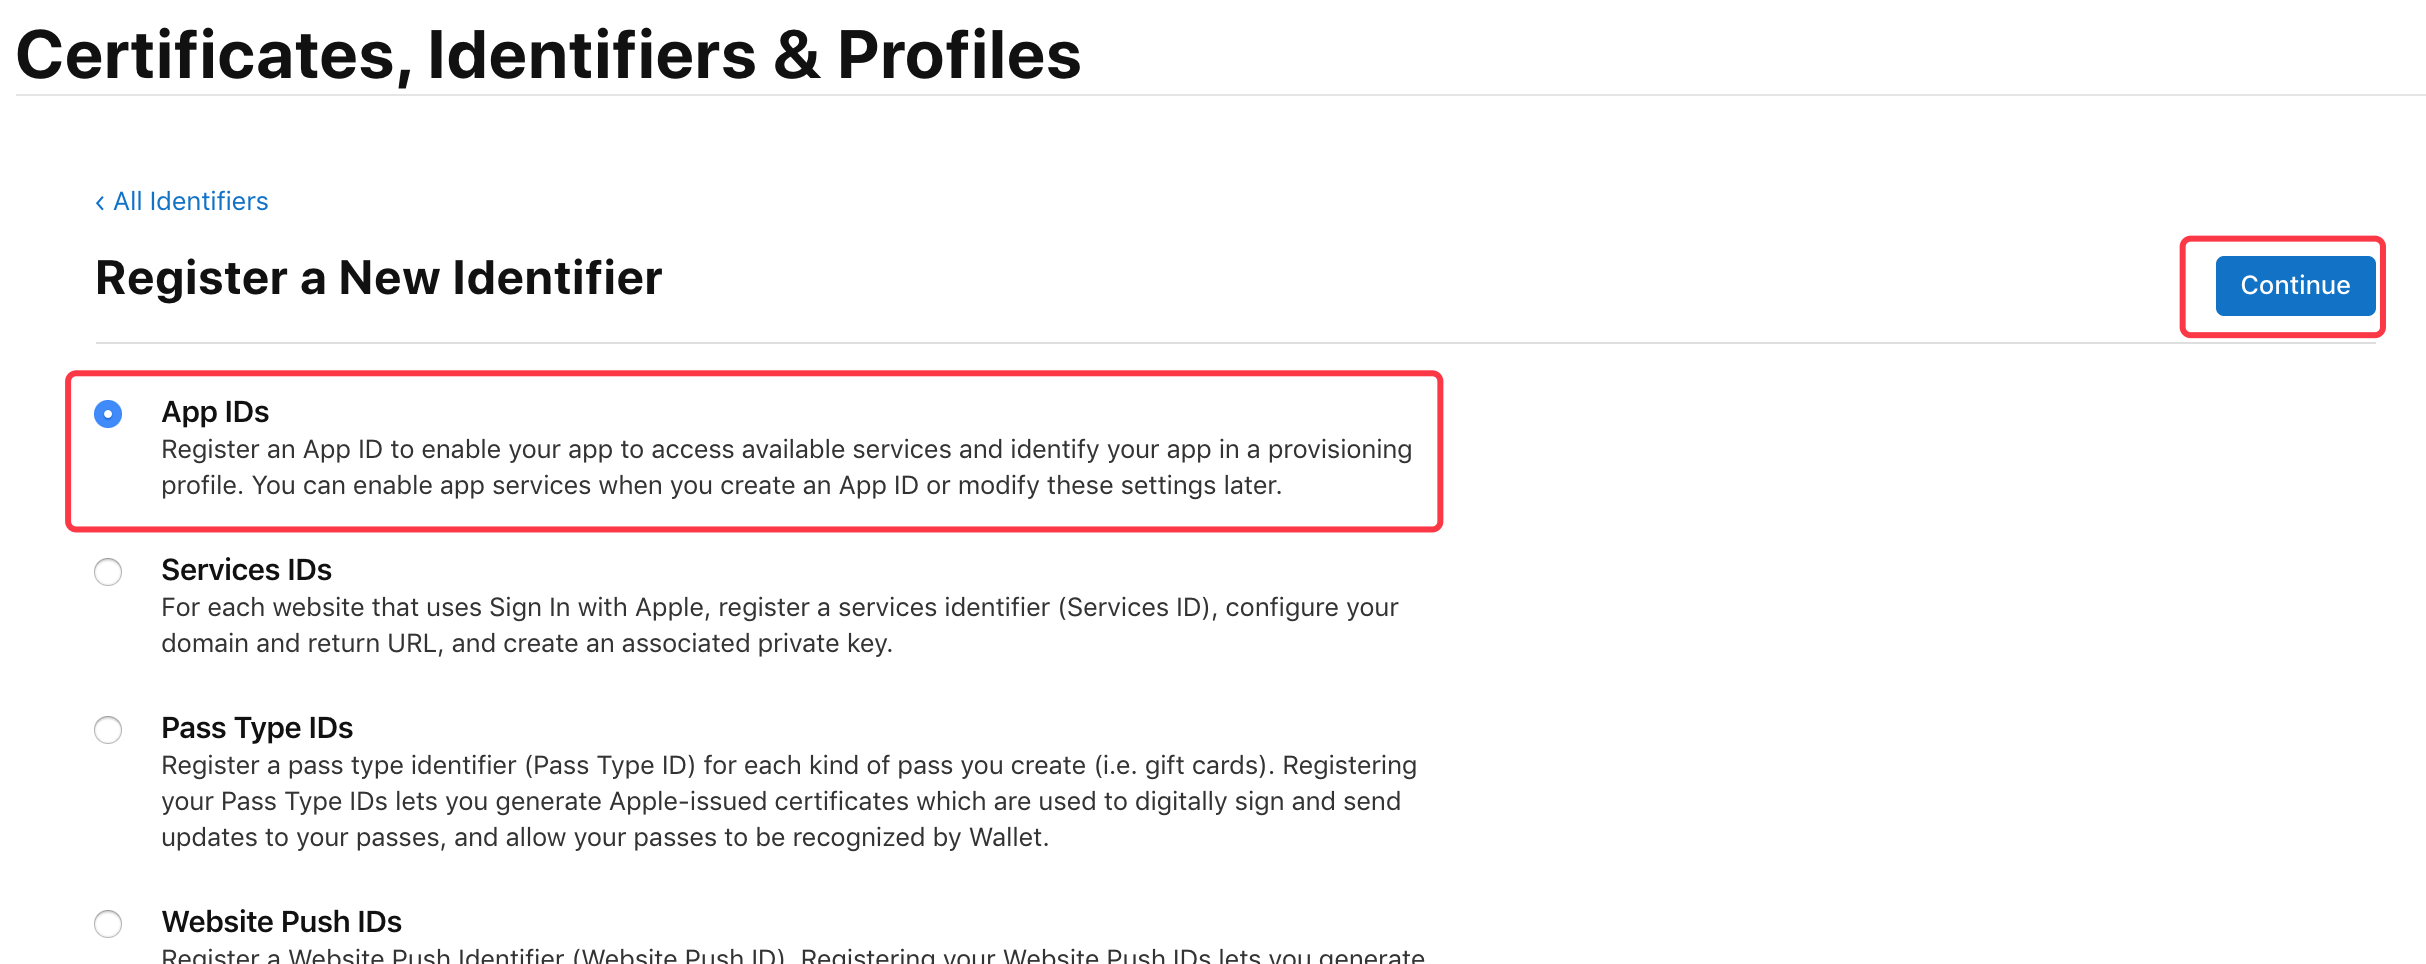 Certificates, Identifiers & Profiles
‹ All Identifiers
Register a New Identifier
Continue
App IDs
Register an App ID to enable your app to access available services and identify your app in a provisioning
profile. You can enable app services when you create an App ID or modify these settings later.
Services IDs
For each website that uses Sign In with Apple, register a services identifier (Services ID), configure your
domain and return URL, and create an associated private key.
Pass Type IDs
Register a pass type identifier (Pass Type ID) for each kind of pass you create (i.e. gift cards). Registering
your Pass Type IDs lets you generate Apple-issued certificates which are used to digitally sign and send
updates to your passes, and allow your passes to be recognized by Wallet.
Website Push IDs
Register a Website Push Identifier (Website Push ID). Registering your Website Push IDs lets you generate